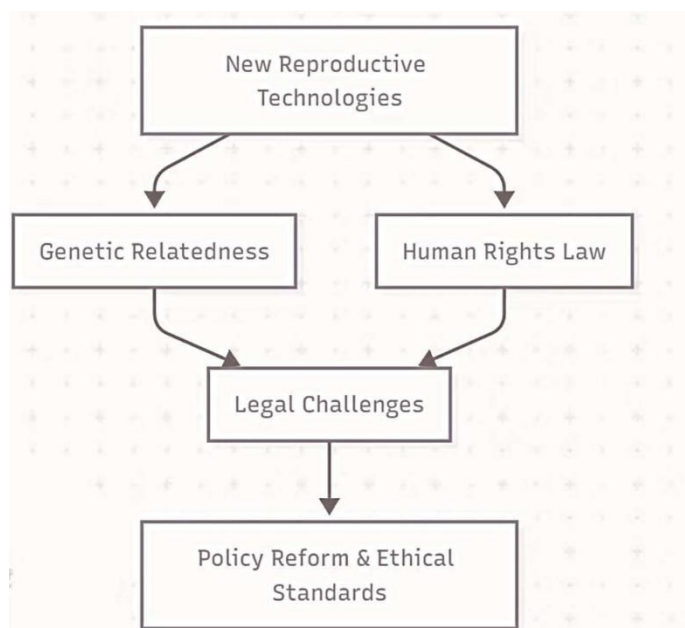 New Reproductive
Technologies
Genetic Relatedness
Human Rights Law
Legal Challenges
Policy Reform & Ethical
Standards